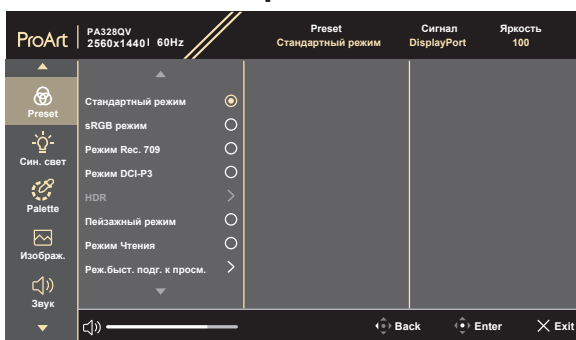 ProArt
PA328QV
2560x1440 60Hz
Preset
Стандартный режим
Сигнал
DisplayPort
Яркость
100
Preset
Син. свет
Palette
Изображ.
Звук
Стандартный режим
sRGB режим
Режим Rec. 709
Режим DCI-P3
HDR
Пейзажный режим
Режим Чтения
Реж.быст. подг. к просм.
Back
Enter
Exit